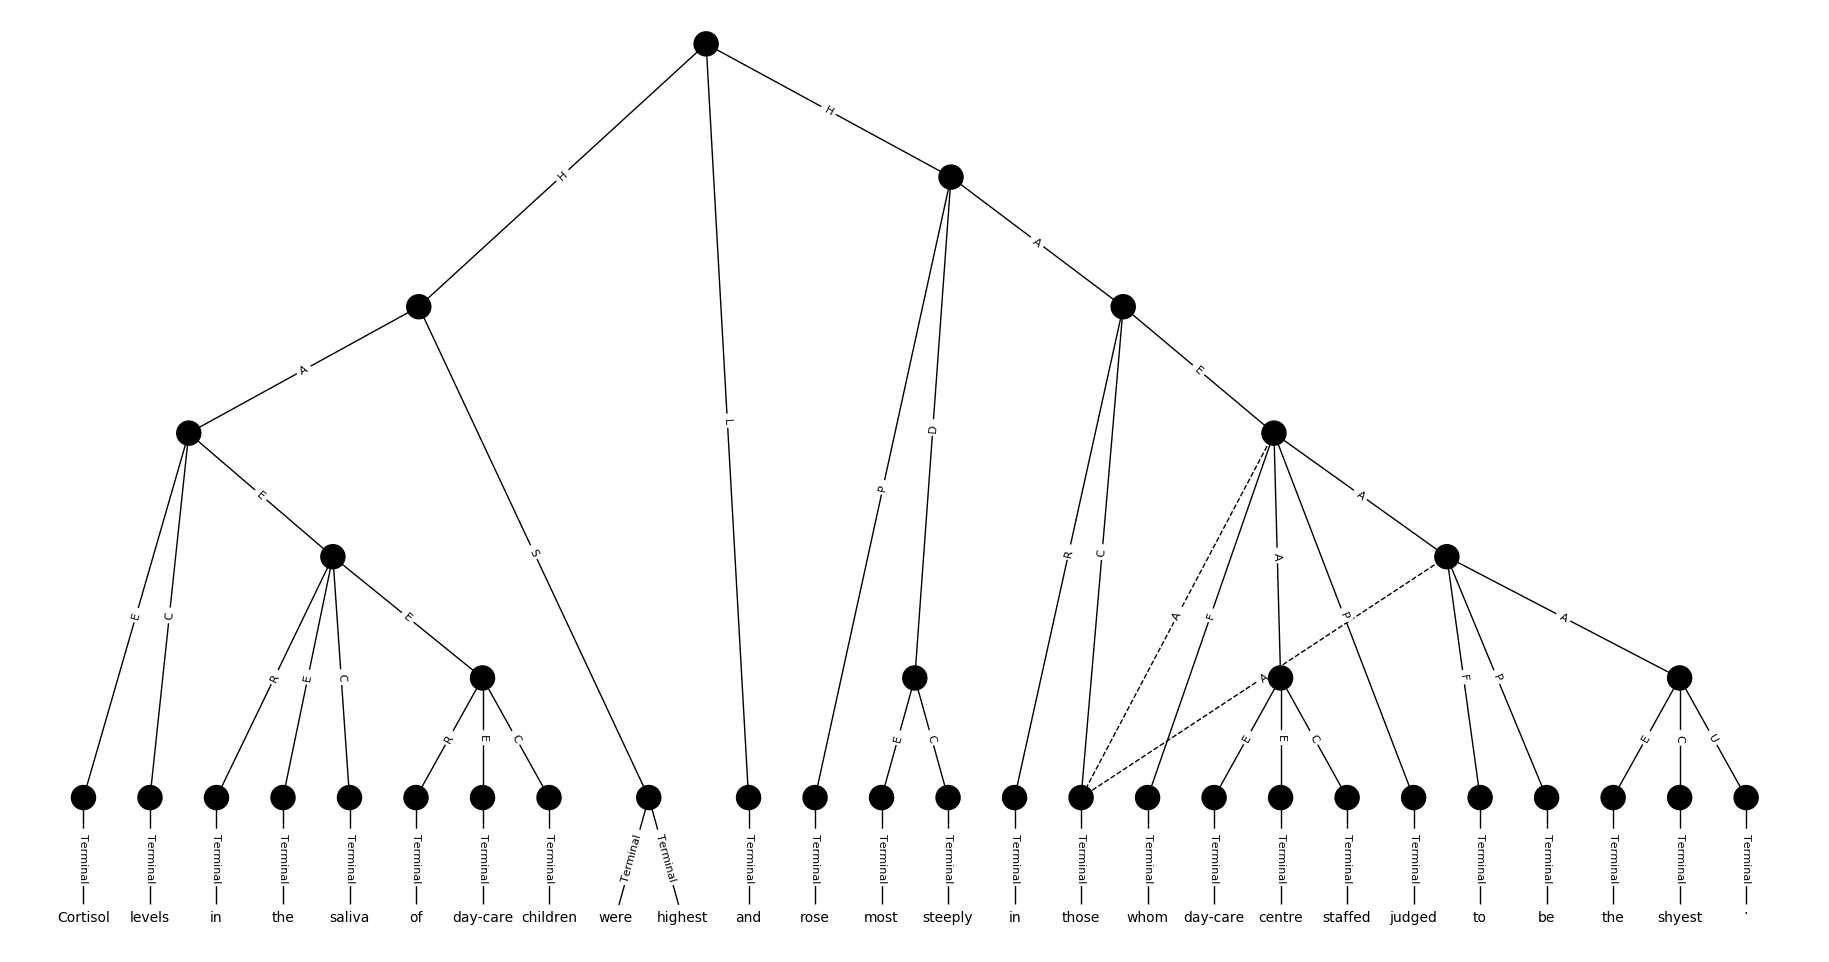 H
H
A
A
E
E
A
L
P
D
S
R
C
E
C
E
A
F
A
P
A
R
E
C
A
F
P
R
E
C
E
C
E
E
C
E
C
U
Terminal Terminal Terminal Terminal Terminal Terminal Terminal Terminal Terminal Terminal Terminal Terminal Terminal Terminal Terminal Terminal Terminal Terminal Terminal Terminal Terminal Terminal Terminal Terminal Terminal Terminal
Cortisol levels in the saliva of day-care children were highest and rose most steeply in those whom day-care centre staffed judged to be the shyest .